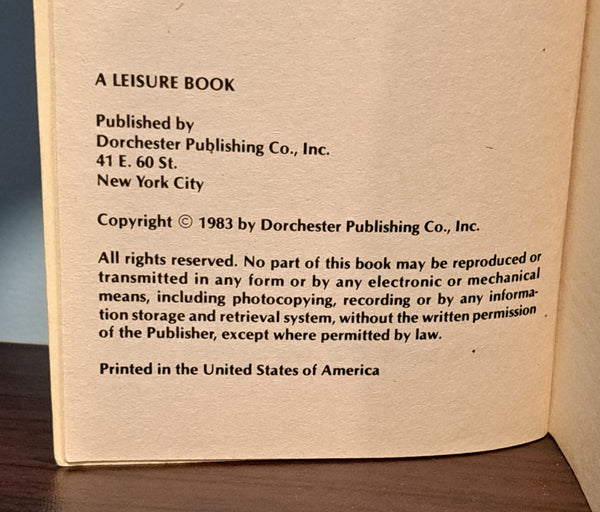 A LEISURE BOOK
Published by
Dorchester Publishing Co., Inc.
41 E. 60 St.
New York City
Copyright © 1983 by Dorchester Publishing Co., Inc.
All rights reserved. No part of this book may be reproduced or
transmitted in any form or by any electronic or mechanical
means, including photocopying, recording or by any informa-
tion storage and retrieval system, without the written permission
of the Publisher, except where permitted by law.
Printed in the United States of America